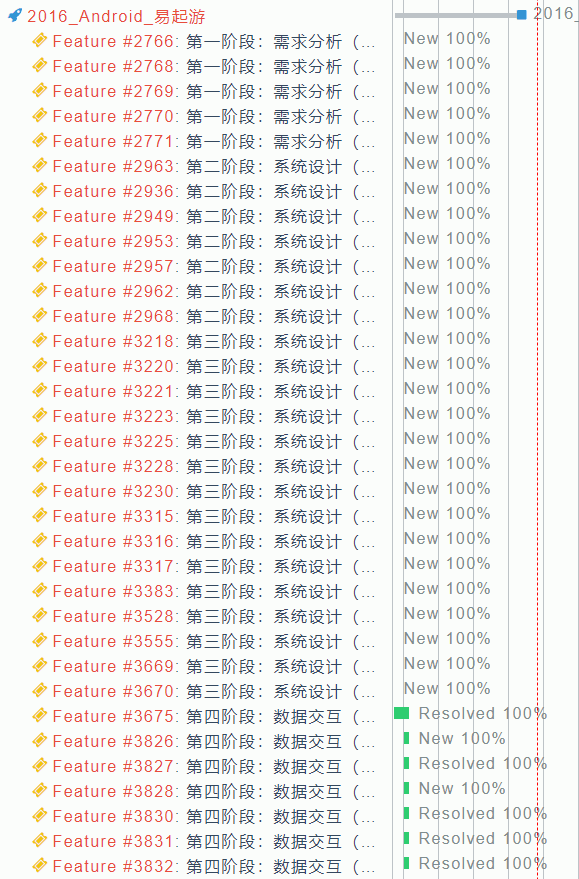 2016_Android_易起游 2016_
Feature #2766: 第一阶段：需求分析（... New 100%
Feature #2768: 第一阶段：需求分析（... New 100%
Feature #2769: 第一阶段：需求分析（... New 100%
Feature #2770: 第一阶段：需求分析（... New 100%
Feature #2771: 第一阶段：需求分析（... New 100%
Feature #2963: 第二阶段：系统设计（... New 100%
Feature #2936: 第二阶段：系统设计（... New 100%
Feature #2949: 第二阶段：系统设计（... New 100%
Feature #2953: 第二阶段：系统设计（... New 100%
Feature #2957: 第二阶段：系统设计（... New 100%
Feature #2962: 第二阶段：系统设计（... New 100%
Feature #2968: 第二阶段：系统设计（... New 100%
Feature #3218: 第三阶段：系统设计（... New 100%
Feature #3220: 第三阶段：系统设计（... New 100%
Feature #3221: 第三阶段：系统设计（... New 100%
Feature #3223: 第三阶段：系统设计（... New 100%
Feature #3225: 第三阶段：系统设计（... New 100%
Feature #3228: 第三阶段：系统设计（... New 100%
Feature #3230: 第三阶段：系统设计（... New 100%
Feature #3315: 第三阶段：系统设计（... New 100%
Feature #3316: 第三阶段：系统设计（... New 100%
Feature #3317: 第三阶段：系统设计（... New 100%
Feature #3383: 第三阶段：系统设计（... New 100%
Feature #3528: 第三阶段：系统设计（... New 100%
Feature #3555: 第三阶段：系统设计（... New 100%
Feature #3669: 第三阶段：系统设计（... New 100%
Feature #3670: 第三阶段：系统设计（... New 100%
Feature #3675: 第四阶段：数据交互（... Resolved 100%
Feature #3826: 第四阶段：数据交互（... New 100%
Feature #3827: 第四阶段：数据交互（... Resolved 100%
Feature #3828: 第四阶段：数据交互（... New 100%
Feature #3830: 第四阶段：数据交互（... Resolved 100%
Feature #3831: 第四阶段：数据交互（... Resolved 100%
Feature #3832: 第四阶段：数据交互（... Resolved 100%